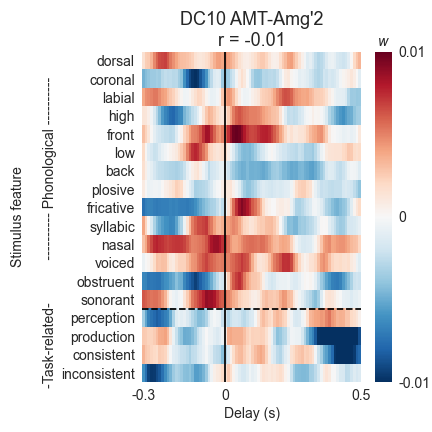 DC10 AMT-Amg'2
r = -0.01
w
dorsal
coronal
labial
high
front
low
back
plosive
fricative
syllabic
nasal
voiced
obstruent
sonorant
perception
production
consistent
inconsistent
Stimulus feature
-Task-related- ---------- Phonological ----------
0.01
0
-0.01
-0.3
0
0.5
Delay (s)